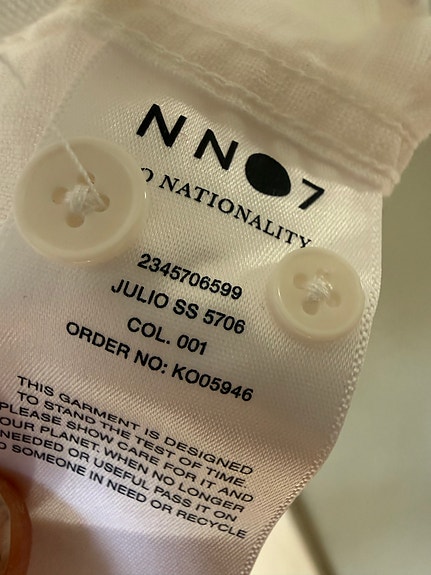 NN07
NATIONALITY
2345706599
JULIO SS 5706
COL. 001
ORDER NO: KO05946
THIS GARMENT IS DESIGNED
TO STAND THE TEST OF TIME.
PLEASE SHOW CARE FOR IT AND
OUR PLANET. WHEN NO LONGER
NEEDED OR USEFUL PASS IT ON
SOMEONE IN NEED OR RECYCLE